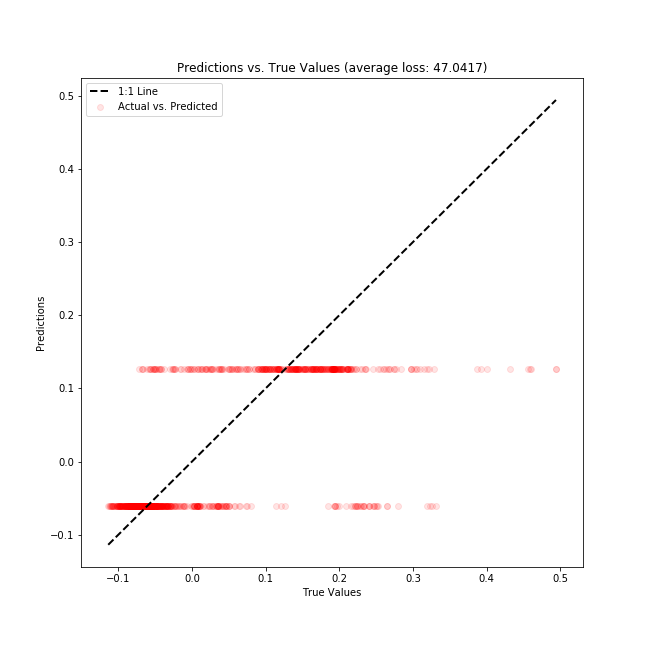 Predictions vs. True Values (average loss: 47.0417)
1:1 Line
Actual vs. Predicted
0.5
0.4
0.3
0.2
0.1
0.0
−0.1
Predictions
−0.1 0.0 0.1 0.2 0.3 0.4 0.5
True Values